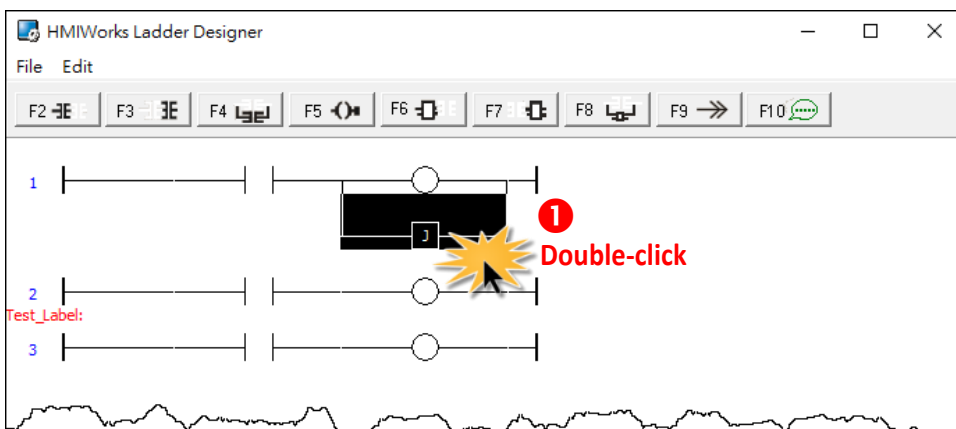 HMIWorks Ladder Designer
File Edit
F2 F3 F4 F5 F6 F7 F8 F9 F10
1
J
1
Double-click
2
Test_Label:
3